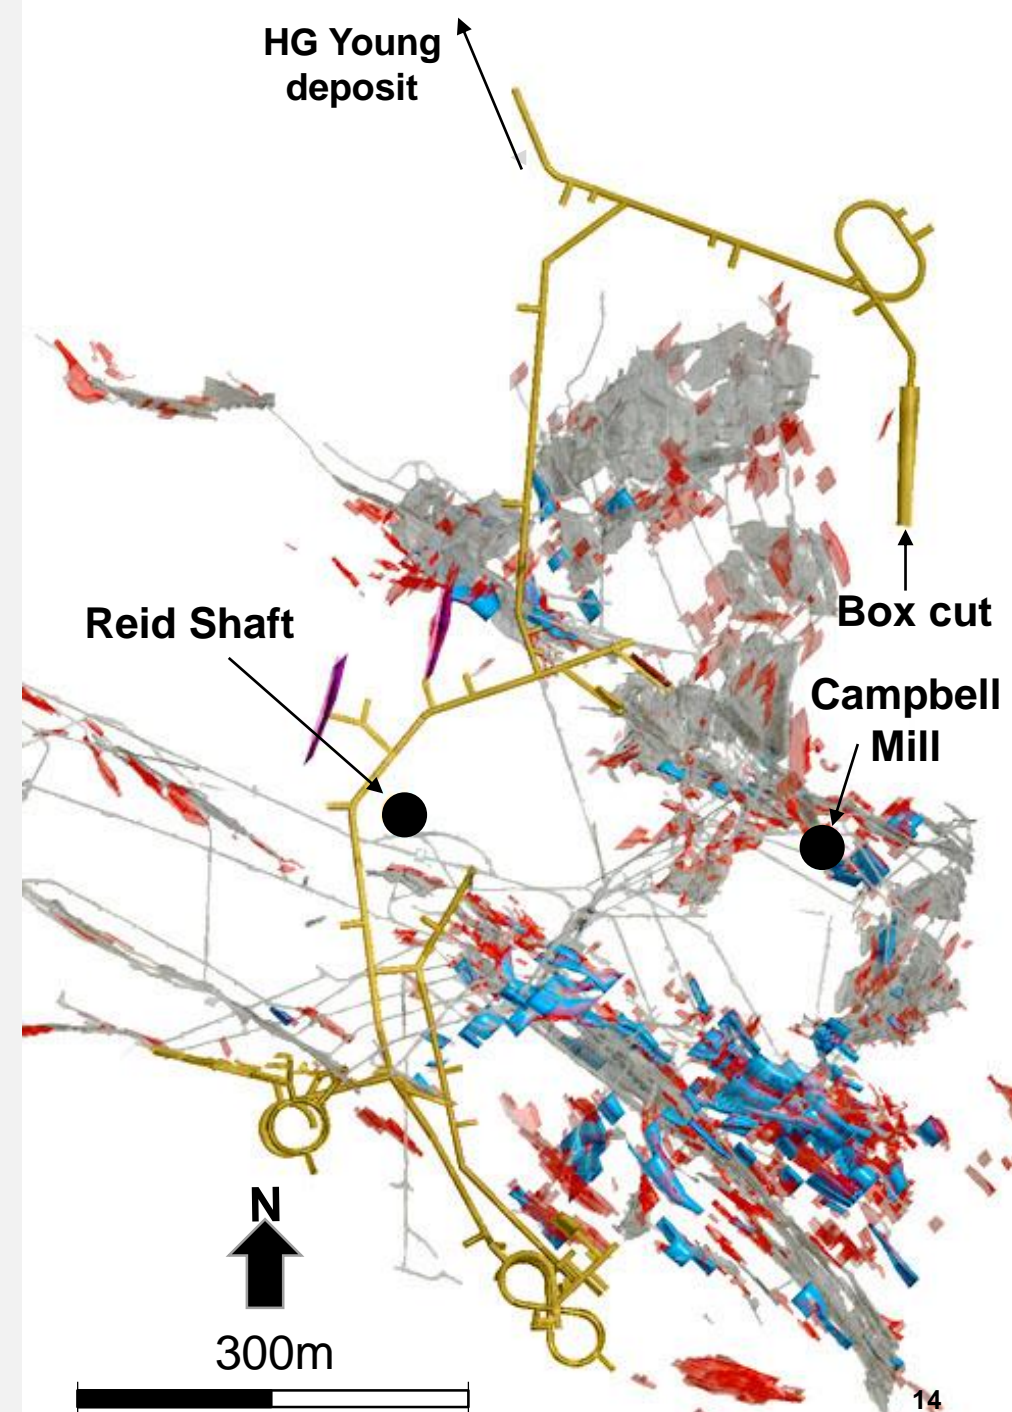 HG Young
deposit
Box cut
Reid Shaft
Campbell
Mill
N
300m
14